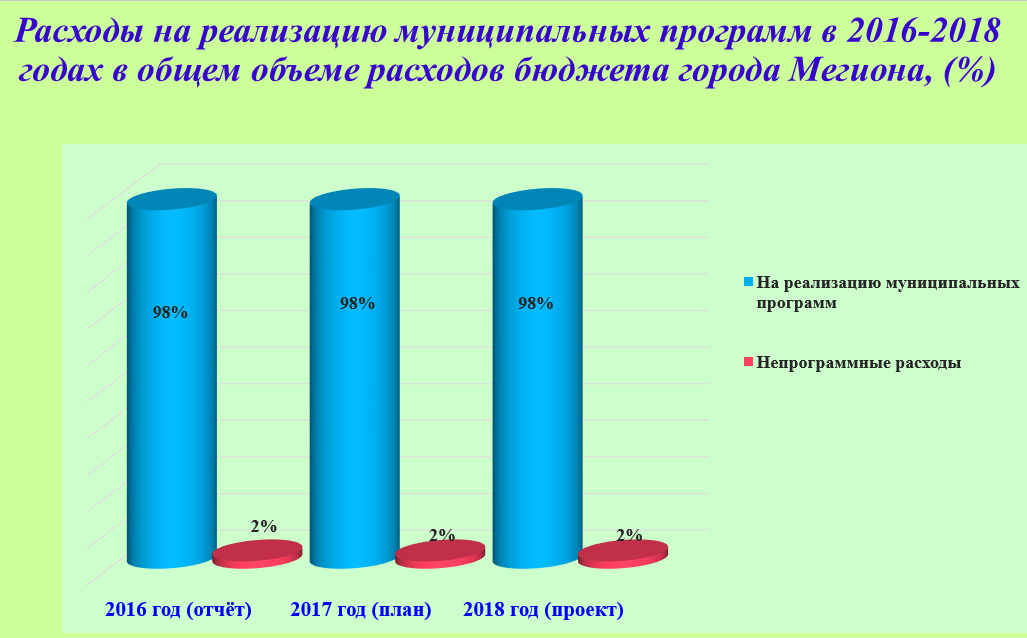 Расходы на реализацию муниципальных программ в 2016-2018
годах в общем объеме расходов бюджета города Мегиона, (%)
98%
98%
98%
На реализацию муниципальных
программ
Непрограммные расходы
2%
2%
2%
2016 год (отчёт)
2017 год (план)
2018 год (проект)